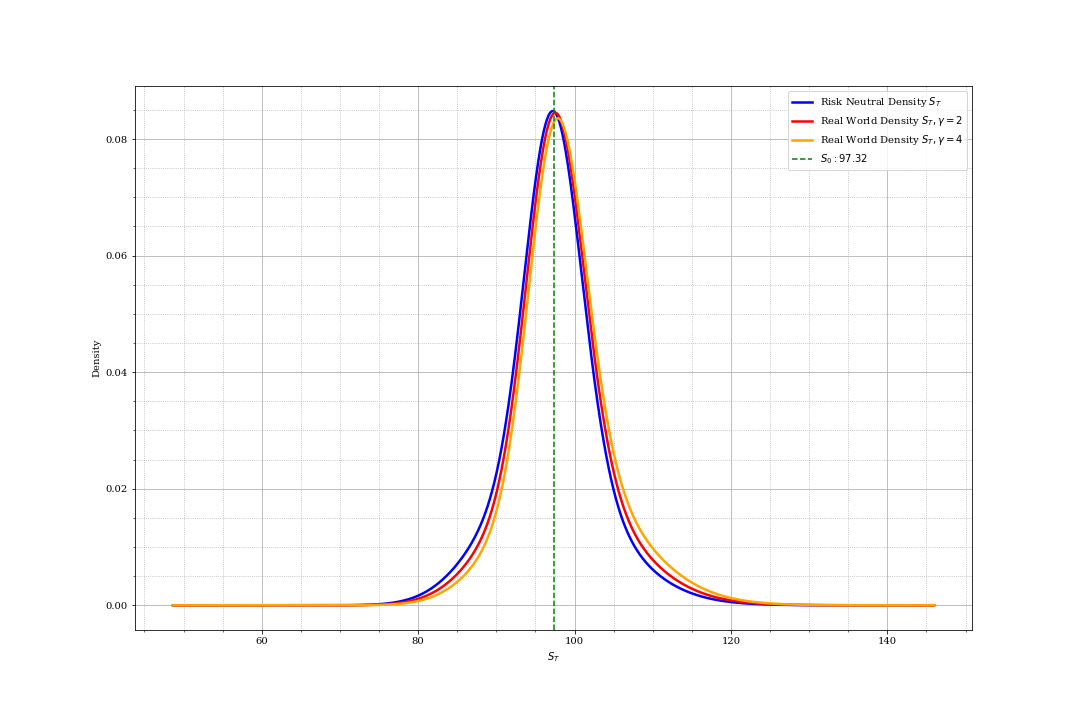 Risk Neutral Density $S_T$
Real World Density $S_T, γ = 2$
Real World Density $S_T, γ = 4$
$S_0 : 97.32$
0.08
0.06
0.04
0.02
0.00
Density
60 80 100 120 140
$S_T$